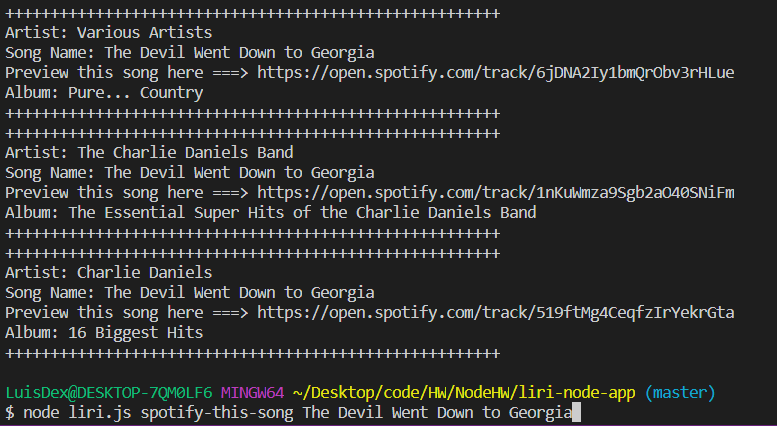 ++++++++++++++++++++++++++++++++++++++++++++++++++++++++
Artist: Various Artists
Song Name: The Devil Went Down to Georgia
Preview this song here ===> https://open.spotify.com/track/6jDNA2Iy1bmQrObv3rHLue
Album: Pure... Country
++++++++++++++++++++++++++++++++++++++++++++++++++++++++
++++++++++++++++++++++++++++++++++++++++++++++++++++++++
Artist: The Charlie Daniels Band
Song Name: The Devil Went Down to Georgia
Preview this song here ===> https://open.spotify.com/track/1nKuWmza9Sgb2aO40SNiFm
Album: The Essential Super Hits of the Charlie Daniels Band
++++++++++++++++++++++++++++++++++++++++++++++++++++++++
++++++++++++++++++++++++++++++++++++++++++++++++++++++++
Artist: Charlie Daniels
Song Name: The Devil Went Down to Georgia
Preview this song here ===> https://open.spotify.com/track/519ftMg4CeqfzIrYekrGta
Album: 16 Biggest Hits
++++++++++++++++++++++++++++++++++++++++++++++++++++++++
LuisDex@DESKTOP-7QM0LF6 MINGW64 ~/Desktop/code/HW/NodeHW/liri-node-app (master)
$ node liri.js spotify-this-song The Devil Went Down to Georgia